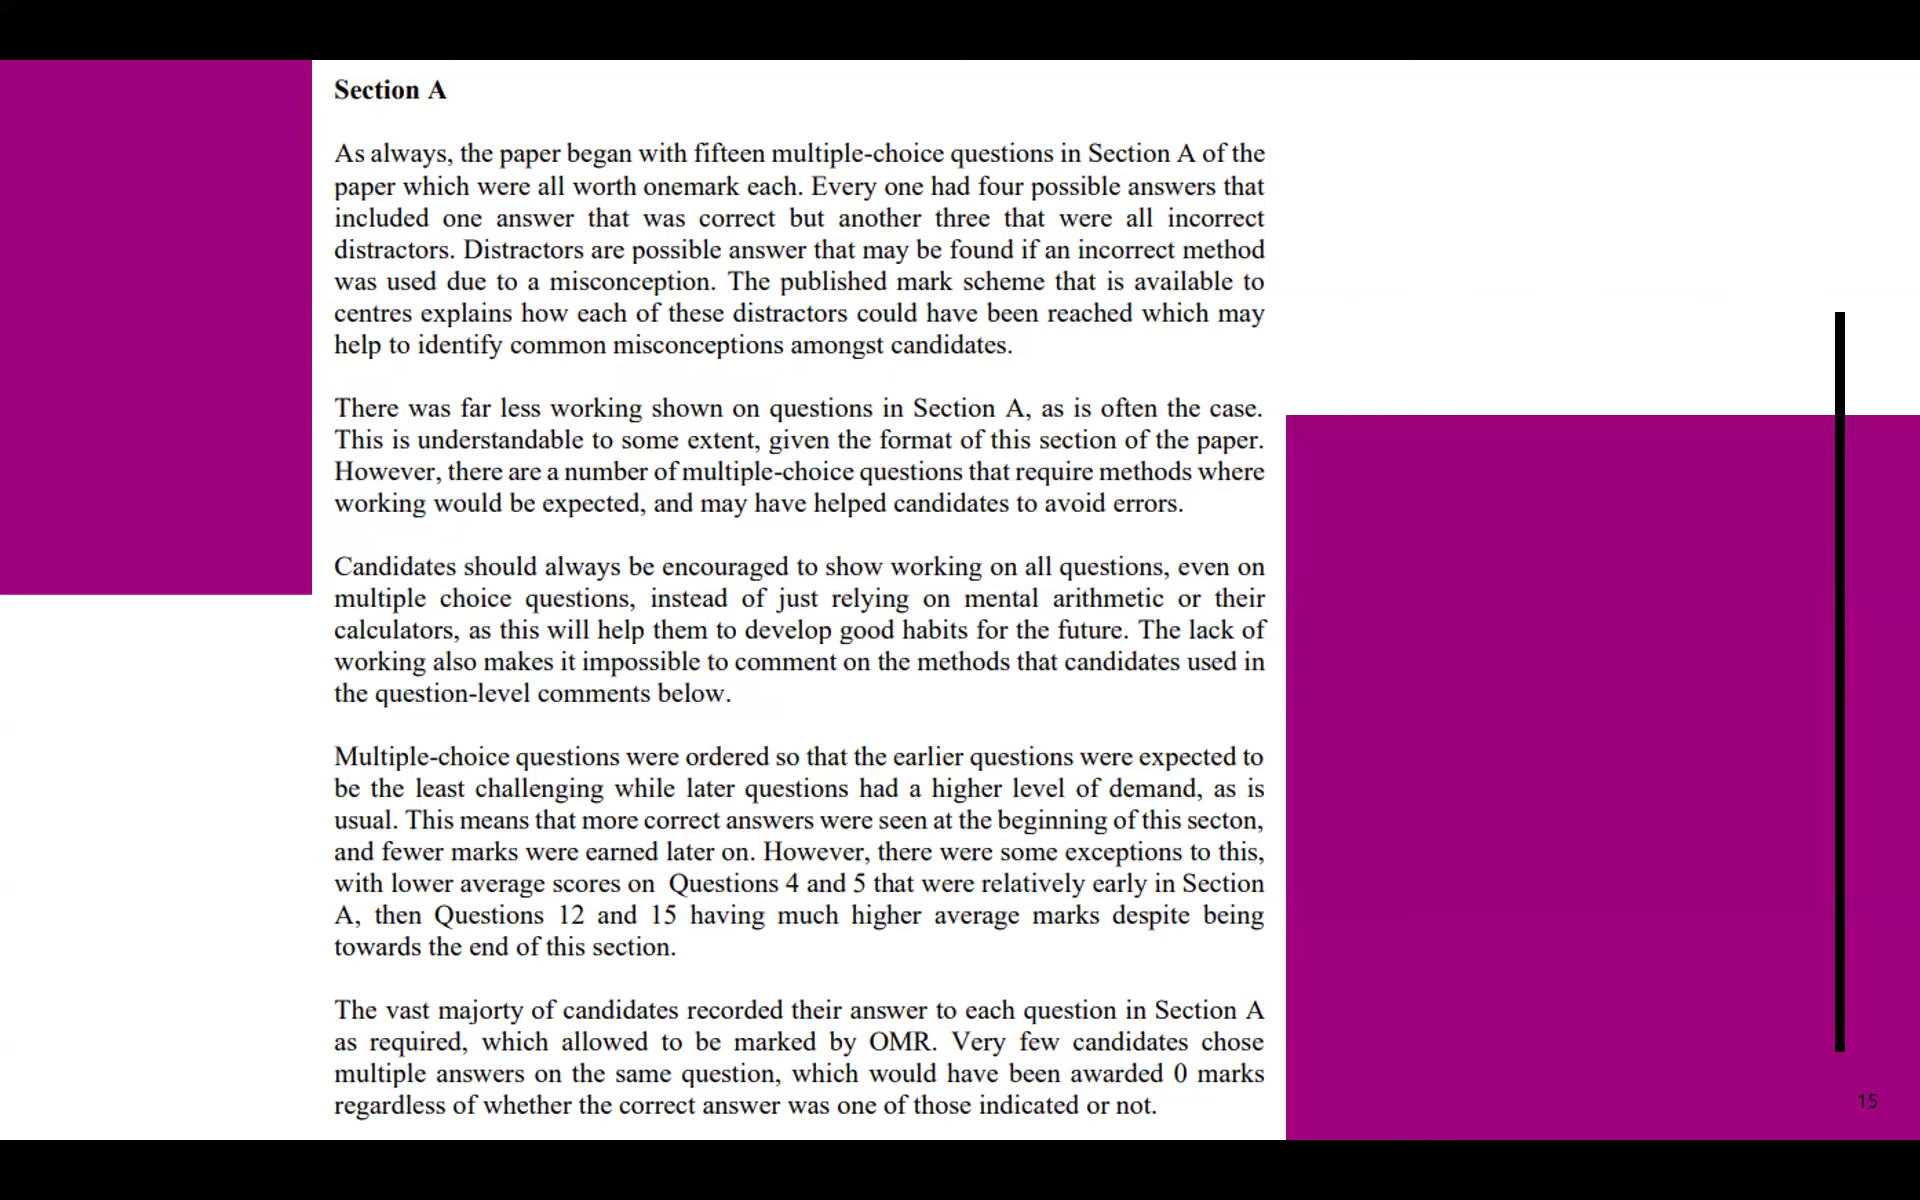 Section A
As always, the paper began with fifteen multiple-choice questions in Section A of the
paper which were all worth onemark each. Every one had four possible answers that
included one answer that was correct but another three that were all incorrect
distractors. Distractors are possible answer that may be found if an incorrect method
was used due to a misconception. The published mark scheme that is available to
centres explains how each of these distractors could have been reached which may
help to identify common misconceptions amongst candidates.
There was far less working shown on questions in Section A, as is often the case.
This is understandable to some extent, given the format of this section of the paper.
However, there are a number of multiple-choice questions that require methods where
working would be expected, and may have helped candidates to avoid errors.
Candidates should always be encouraged to show working on all questions, even on
multiple choice questions, instead of just relying on mental arithmetic or their
calculators, as this will help them to develop good habits for the future. The lack of
working also makes it impossible to comment on the methods that candidates used in
the question-level comments below.
Multiple-choice questions were ordered so that the earlier questions were expected to
be the least challenging while later questions had a higher level of demand, as is
usual. This means that more correct answers were seen at the beginning of this secton,
and fewer marks were earned later on. However, there were some exceptions to this,
with lower average scores on  Questions 4 and 5 that were relatively early in Section
A, then Questions 12 and 15 having much higher average marks despite being
towards the end of this section.
The vast majorty of candidates recorded their answer to each question in Section A
as required, which allowed to be marked by OMR. Very few candidates chose
multiple answers on the same question, which would have been awarded 0 marks
regardless of whether the correct answer was one of those indicated or not.
15